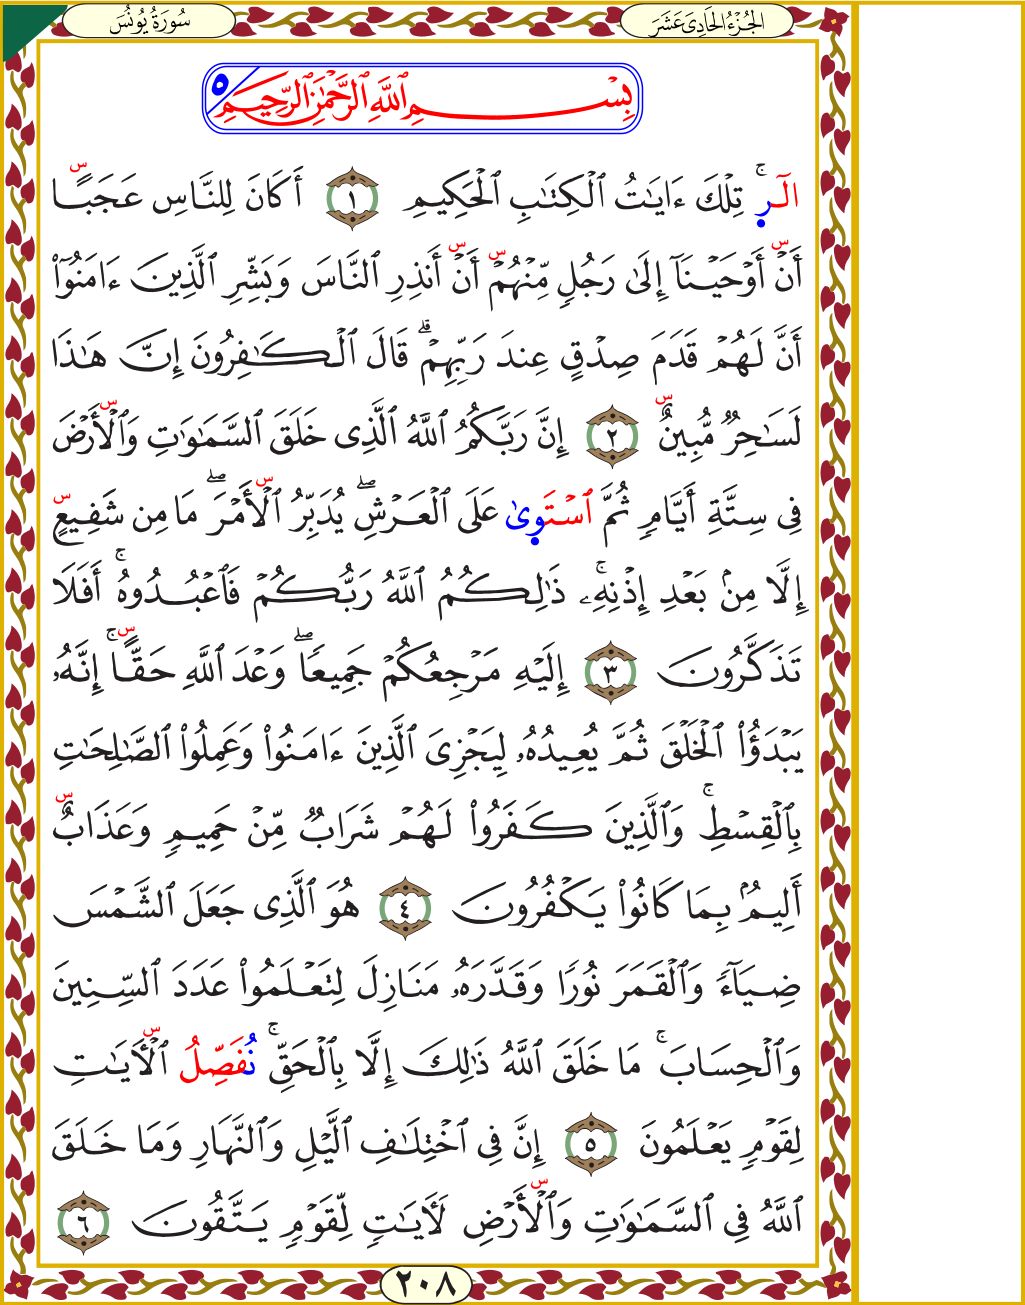 الجُزْءُ الحَادِىَ عَشَرَ
سُورَةُ يُونُسَ
بِسْمِ ٱللَّهِ ٱلرَّحْمَٰنِ ٱلرَّحِيمِ ٥
الٓرۚ تِلْكَ ءَايَٰتُ ٱلْكِتَٰبِ ٱلْحَكِيمِ ١ أَكَانَ لِلنَّاسِ عَجَبًا
أَنْ أَوْحَيْنَآ إِلَىٰ رَجُلٍ مِّنْهُمْ أَنْ أَنذِرِ ٱلنَّاسَ وَبَشِّرِ ٱلَّذِينَ ءَامَنُوٓا۟
أَنَّ لَهُمْ قَدَمَ صِدْقٍ عِندَ رَبِّهِمْۗ قَالَ ٱلْكَٰفِرُونَ إِنَّ هَٰذَا
لَسَٰحِرٌ مُّبِينٌ ٢ إِنَّ رَبَّكُمُ ٱللَّهُ ٱلَّذِى خَلَقَ ٱلسَّمَٰوَٰتِ وَٱلْأَرْضَ
فِى سِتَّةِ أَيَّامٍ ثُمَّ ٱسْتَوَىٰ عَلَى ٱلْعَرْشِۖ يُدَبِّرُ ٱلْأَمْرَۖ مَا مِن شَفِيعٍ
إِلَّا مِنۢ بَعْدِ إِذْنِهِۦۚ ذَٰلِكُمُ ٱللَّهُ رَبُّكُمْ فَٱعْبُدُوهُۚ أَفَلَا
تَذَكَّرُونَ ٣ إِلَيْهِ مَرْجِعُكُمْ جَمِيعًاۖ وَعْدَ ٱللَّهِ حَقًّاۚ إِنَّهُۥ
يَبْدَؤُا۟ ٱلْخَلْقَ ثُمَّ يُعِيدُهُۥ لِيَجْزِىَ ٱلَّذِينَ ءَامَنُوا۟ وَعَمِلُوا۟ ٱلصَّٰلِحَٰتِ
بِٱلْقِسْطِۚ وَٱلَّذِينَ كَفَرُوا۟ لَهُمْ شَرَابٌ مِّنْ حَمِيمٍ وَعَذَابٌ
أَلِيمٌۢ بِمَا كَانُوا۟ يَكْفُرُونَ ٤ هُوَ ٱلَّذِى جَعَلَ ٱلشَّمْسَ
ضِيَآءً وَٱلْقَمَرَ نُورًا وَقَدَّرَهُۥ مَنَازِلَ لِتَعْلَمُوا۟ عَدَدَ ٱلسِّنِينَ
وَٱلْحِسَابَۚ مَا خَلَقَ ٱللَّهُ ذَٰلِكَ إِلَّا بِٱلْحَقِّۚ نُفَصِّلُ ٱلْأَيَٰتِ
لِقَوْمٍ يَعْلَمُونَ ٥ إِنَّ فِى ٱخْتِلَٰفِ ٱلَّيْلِ وَٱلنَّهَارِ وَمَا خَلَقَ
ٱللَّهُ فِى ٱلسَّمَٰوَٰتِ وَٱلْأَرْضِ لَأَيَٰتٍ لِّقَوْمٍ يَتَّقُونَ ٦
٢٠٨